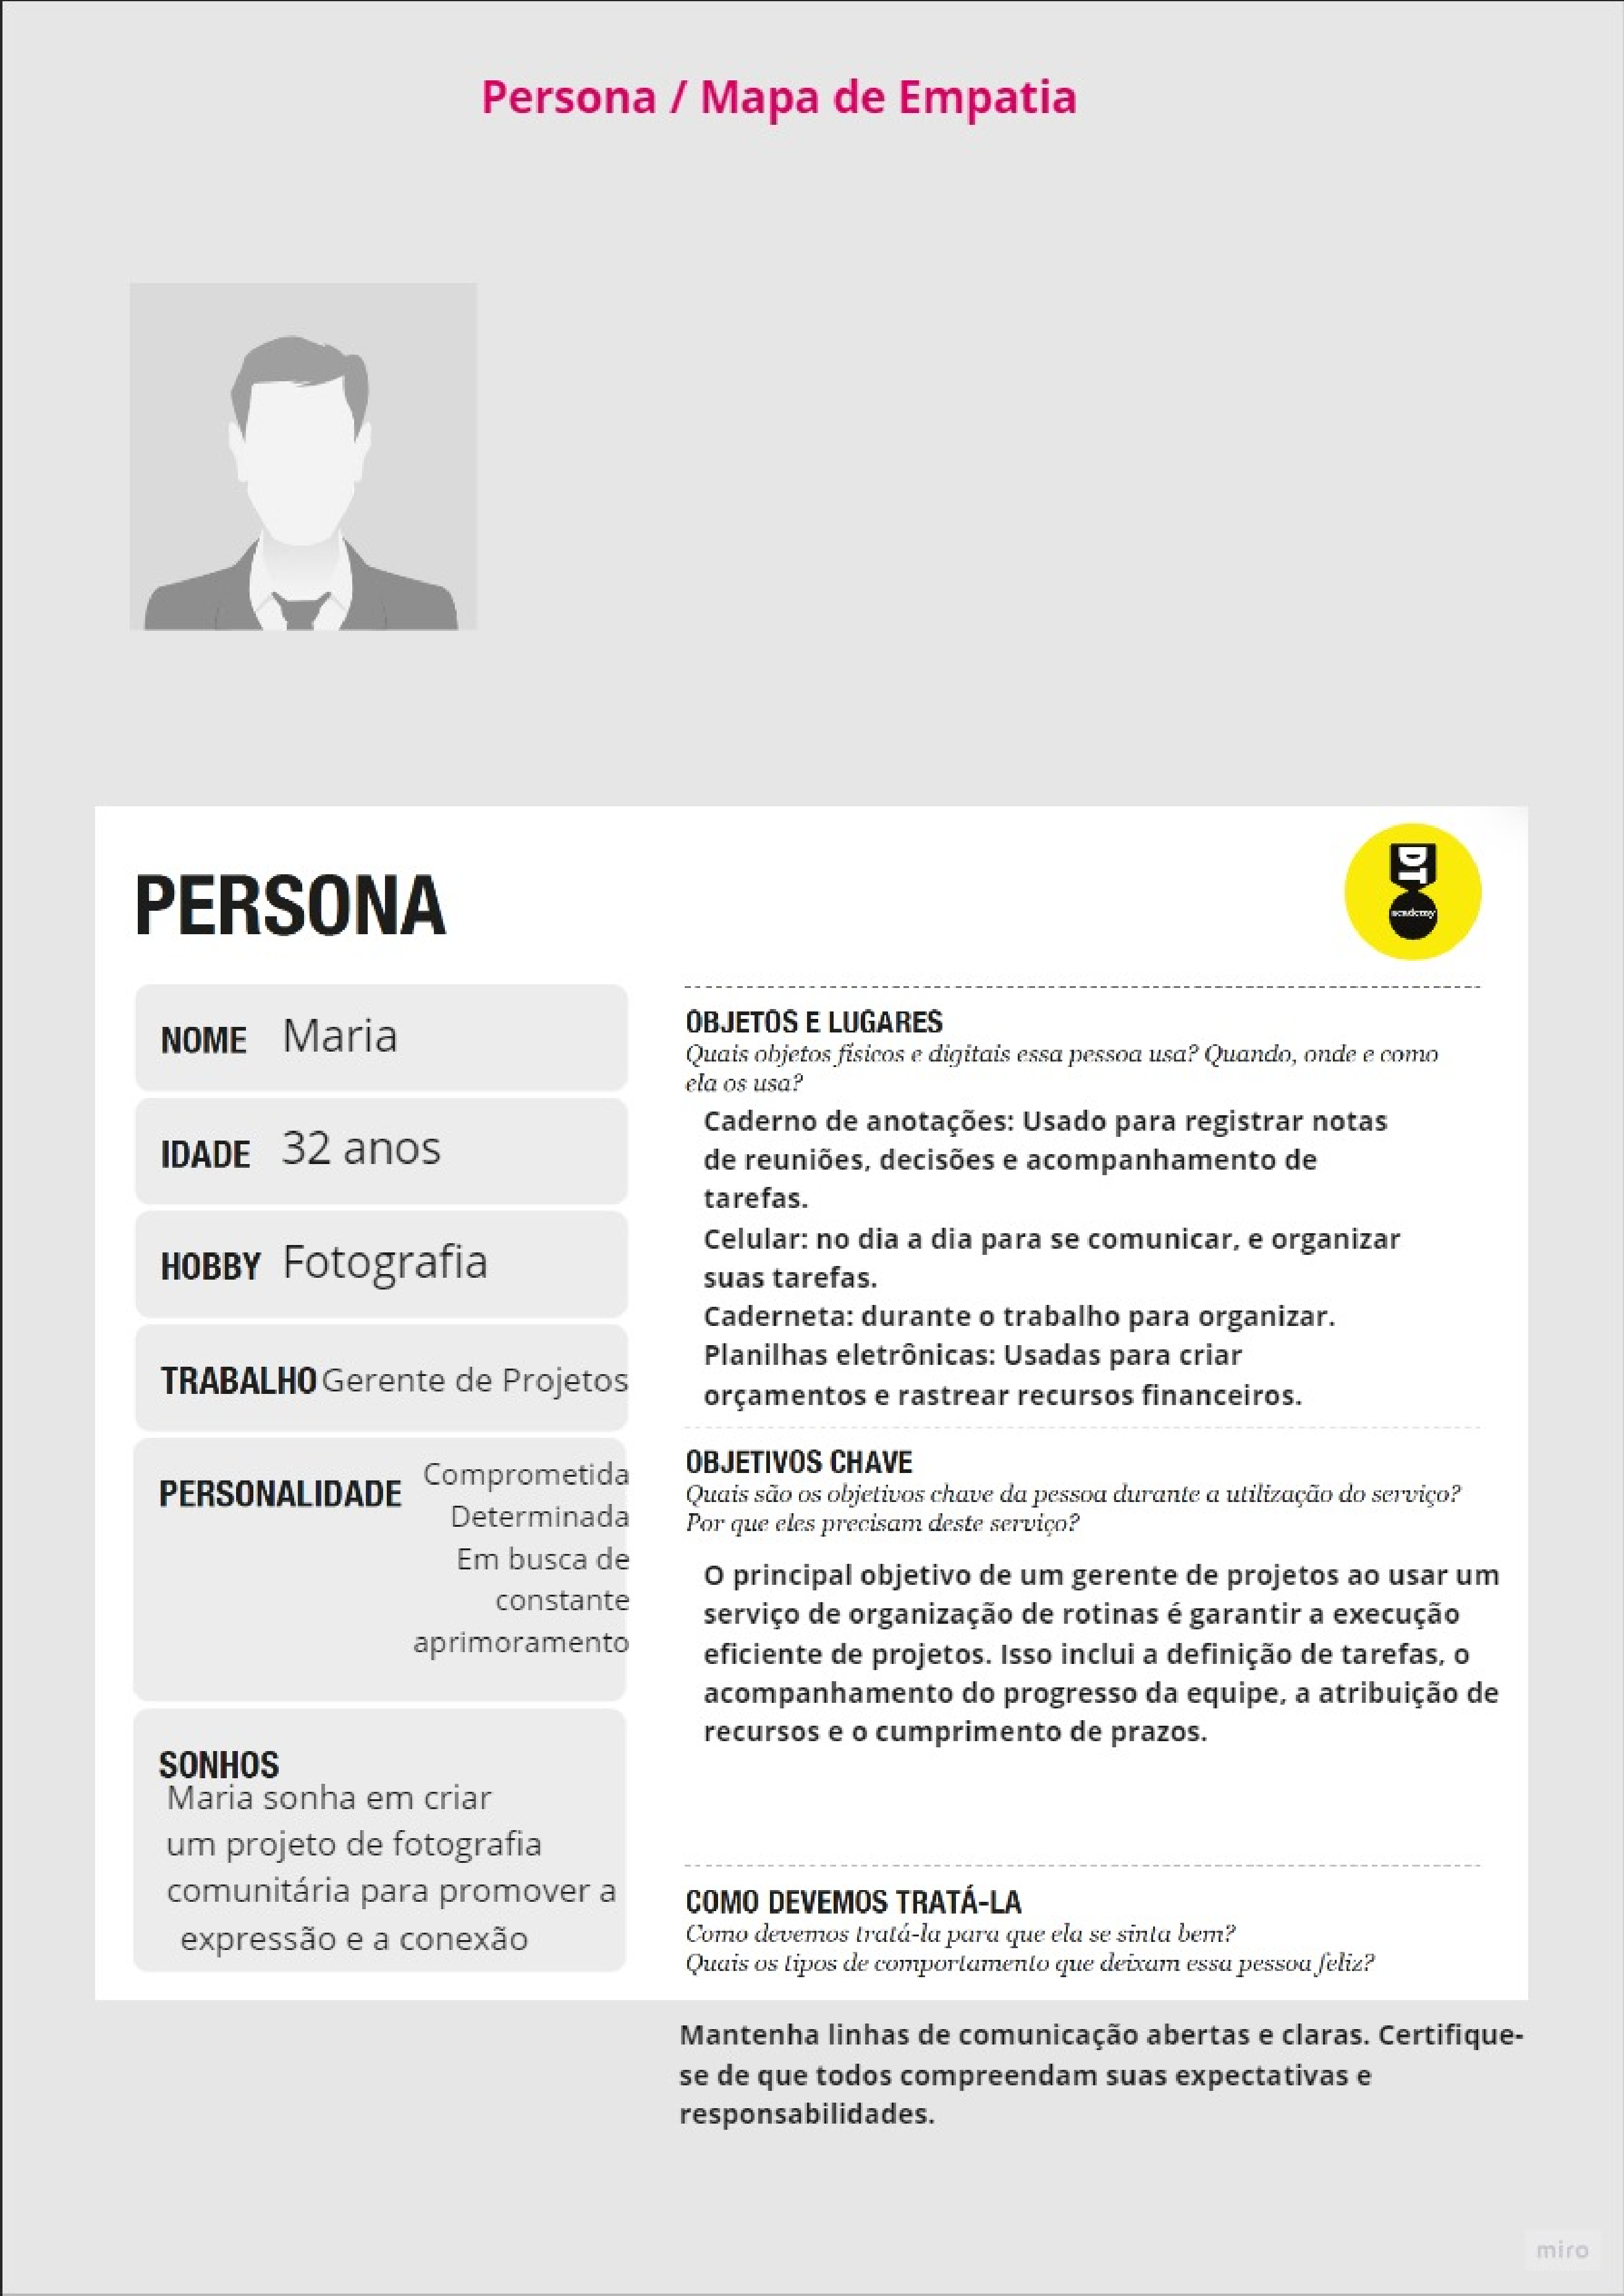 Persona / Mapa de Empatia
PERSONA
DT
academy
NOME Maria
IDADE 32 anos
HOBBY Fotografia
TRABALHO Gerente de Projetos
PERSONALIDADE Comprometida
Determinada
Em busca de
constante
aprimoramento
SONHOS
Maria sonha em criar
um projeto de fotografia
comunitária para promover a
expressão e a conexão
OBJETOS E LUGARES
Quais objetos físicos e digitais essa pessoa usa? Quando, onde e como
ela os usa?
Caderno de anotações: Usado para registrar notas
de reuniões, decisões e acompanhamento de
tarefas.
Celular: no dia a dia para se comunicar, e organizar
suas tarefas.
Caderneta: durante o trabalho para organizar.
Planilhas eletrônicas: Usadas para criar
orçamentos e rastrear recursos financeiros.
OBJETIVOS CHAVE
Quais são os objetivos chave da pessoa durante a utilização do serviço?
Por que eles precisam deste serviço?
O principal objetivo de um gerente de projetos ao usar um
serviço de organização de rotinas é garantir a execução
eficiente de projetos. Isso inclui a definição de tarefas, o
acompanhamento do progresso da equipe, a atribuição de
recursos e o cumprimento de prazos.
COMO DEVEMOS TRATÁ-LA
Como devemos tratá-la para que ela se sinta bem?
Quais os tipos de comportamento que deixam essa pessoa feliz?
Mantenha linhas de comunicação abertas e claras. Certifique-
se de que todos compreendam suas expectativas e
responsabilidades.
miro